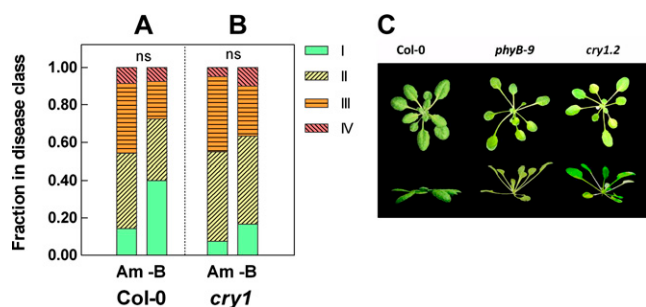 A B
ns ns
I
II
III
IV
Fraction in disease class
1.00
0.80
0.60
0.40
0.20
0.00
Am -B Am -B
Col-0 cry1
C
Col-0 phyB-9 cry1.2